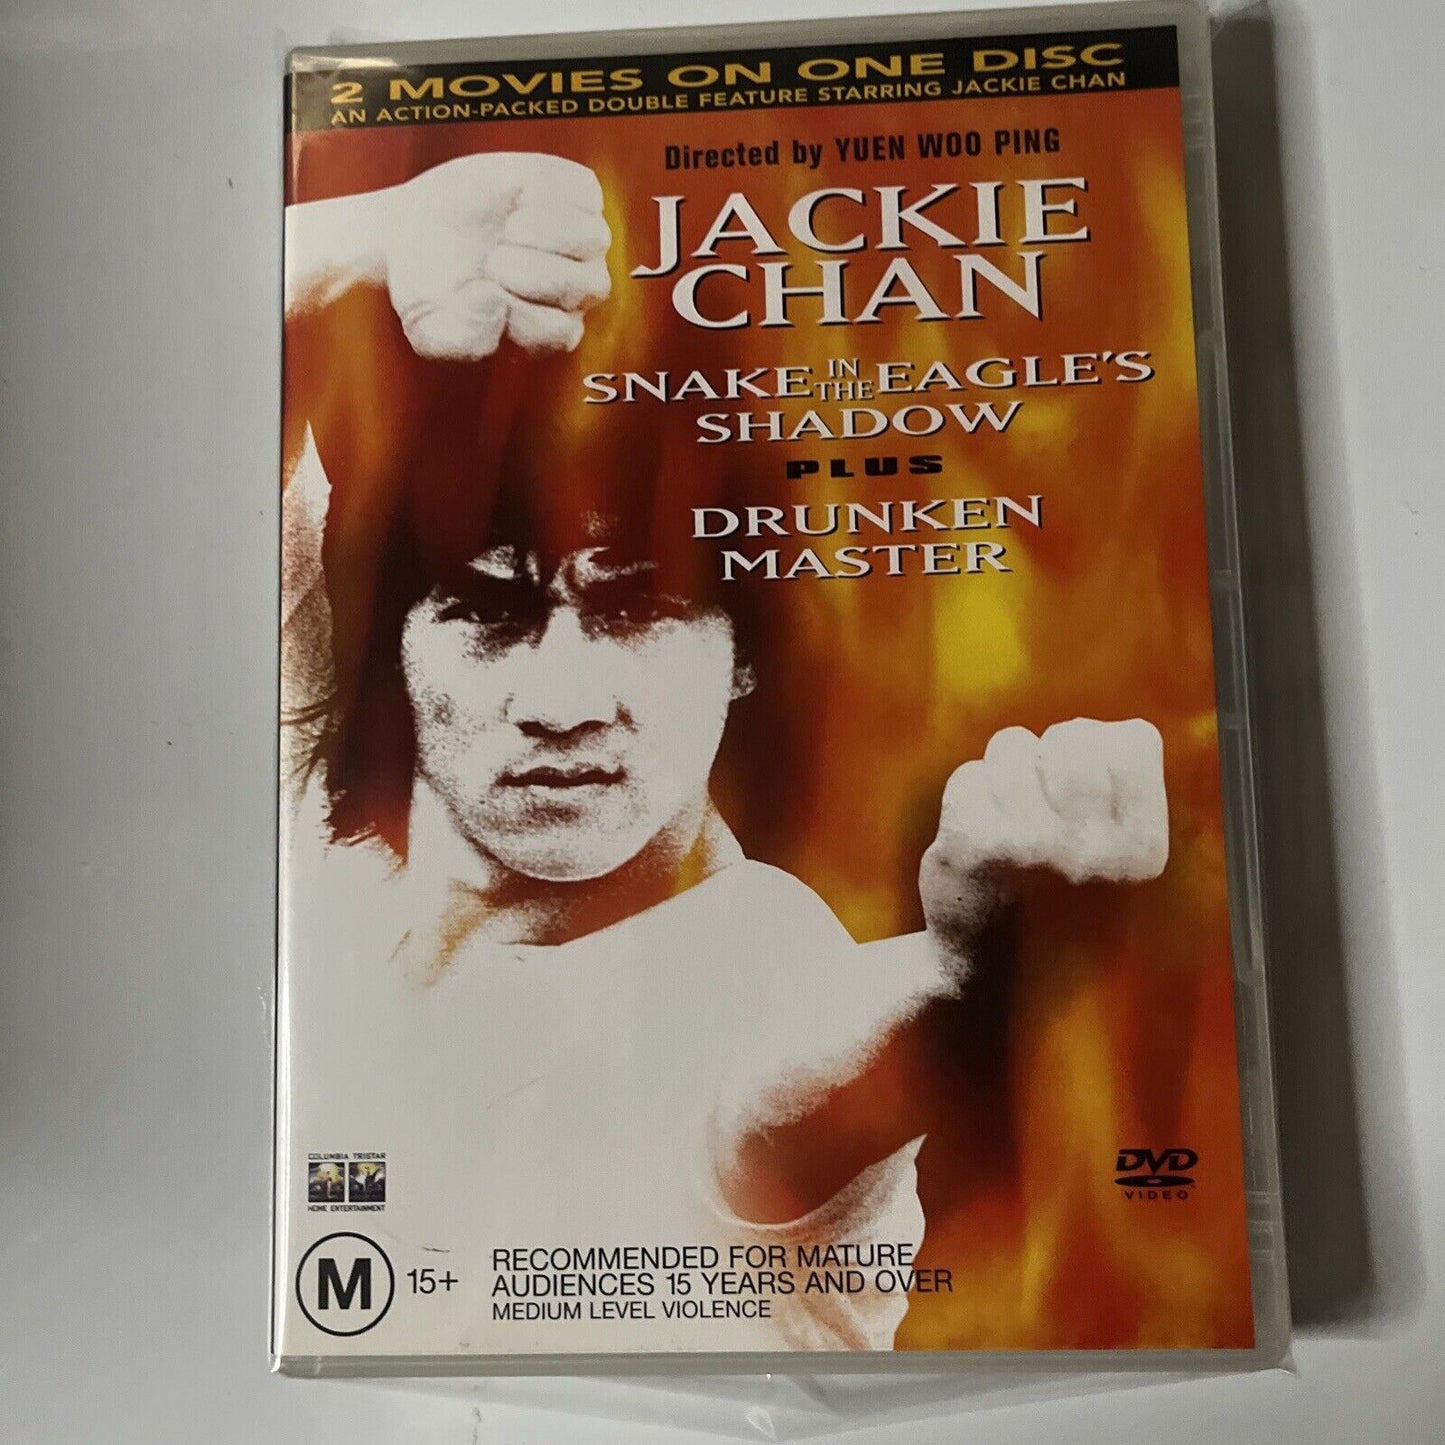 2 MOVIES ON ONE DISC
AN ACTION-PACKED DOUBLE FEATURE STARRING JACKIE CHAN
Directed by YUEN WOO PING
JACKIE
CHAN
SNAKE IN THE EAGLE'S
SHADOW
PLUS
DRUNKEN
MASTER
COLUMBIA TRISTAR
HOME ENTERTAINMENT
DVD
VIDEO
M 15+
RECOMMENDED FOR MATURE
AUDIENCES 15 YEARS AND OVER
MEDIUM LEVEL VIOLENCE